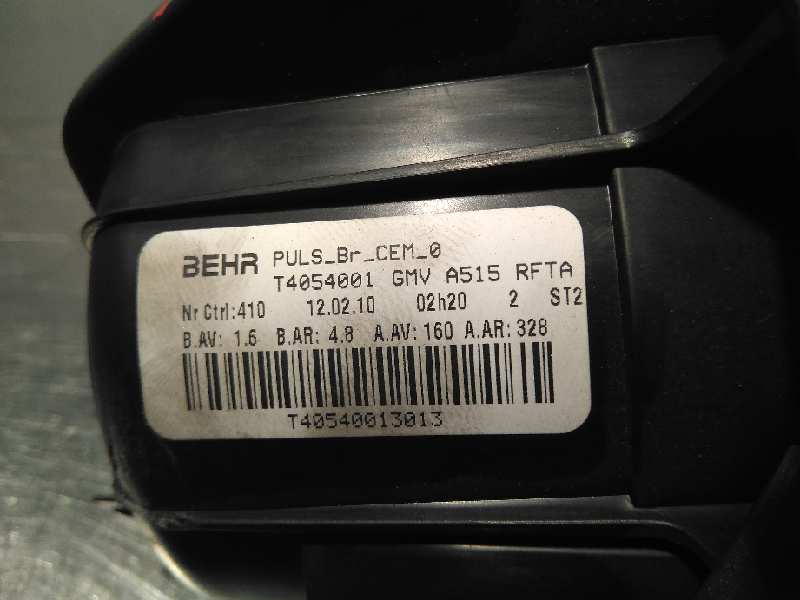 BEHR PULS_Br_CEM_0
T4054001 GMV A515 RFTA
Nr Ctrl:410 12.02.10 02h20 2 ST2
B.AV: 1.6 B.AR: 4.8 A.AV: 160 A.AR: 328
T40540013013